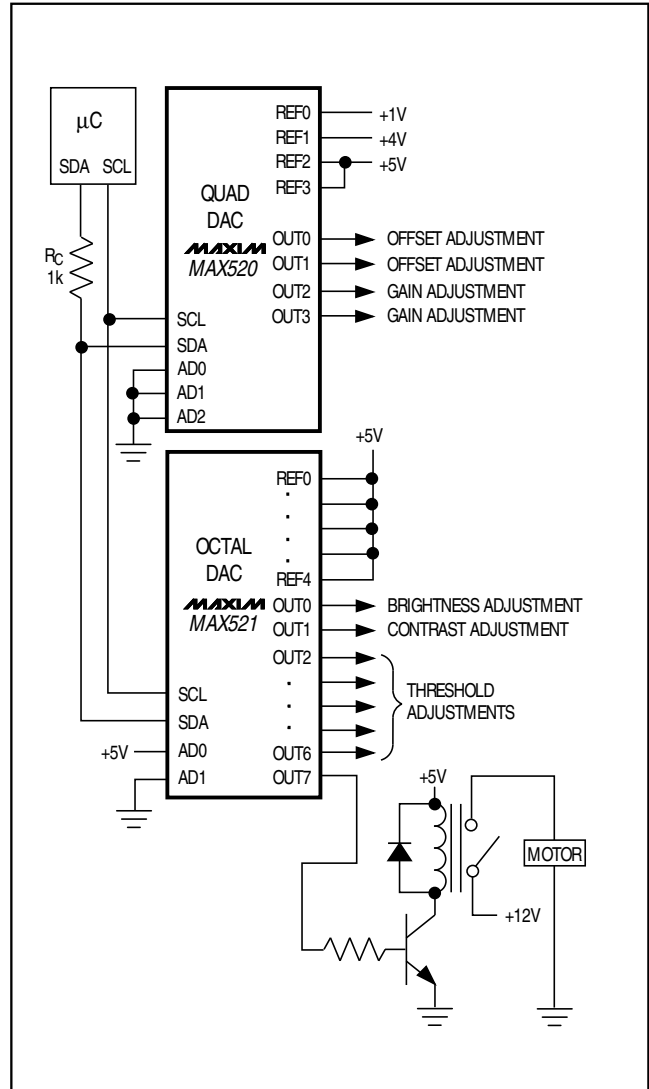 µC
SDA SCL
RC
1k
REF0
REF1
REF2
REF3
+1V
+4V
+5V
QUAD
DAC
MAXIM
MAX520
OUT0
OUT1
OUT2
OUT3
OFFSET ADJUSTMENT
OFFSET ADJUSTMENT
GAIN ADJUSTMENT
GAIN ADJUSTMENT
SCL
SDA
AD0
AD1
AD2
+5V
REF0
REF4
OCTAL
DAC
MAXIM
MAX521
OUT0
OUT1
OUT2
OUT6
OUT7
BRIGHTNESS ADJUSTMENT
CONTRAST ADJUSTMENT
THRESHOLD
ADJUSTMENTS
SCL
SDA
+5V
AD0
AD1
+5V
MOTOR
+12V